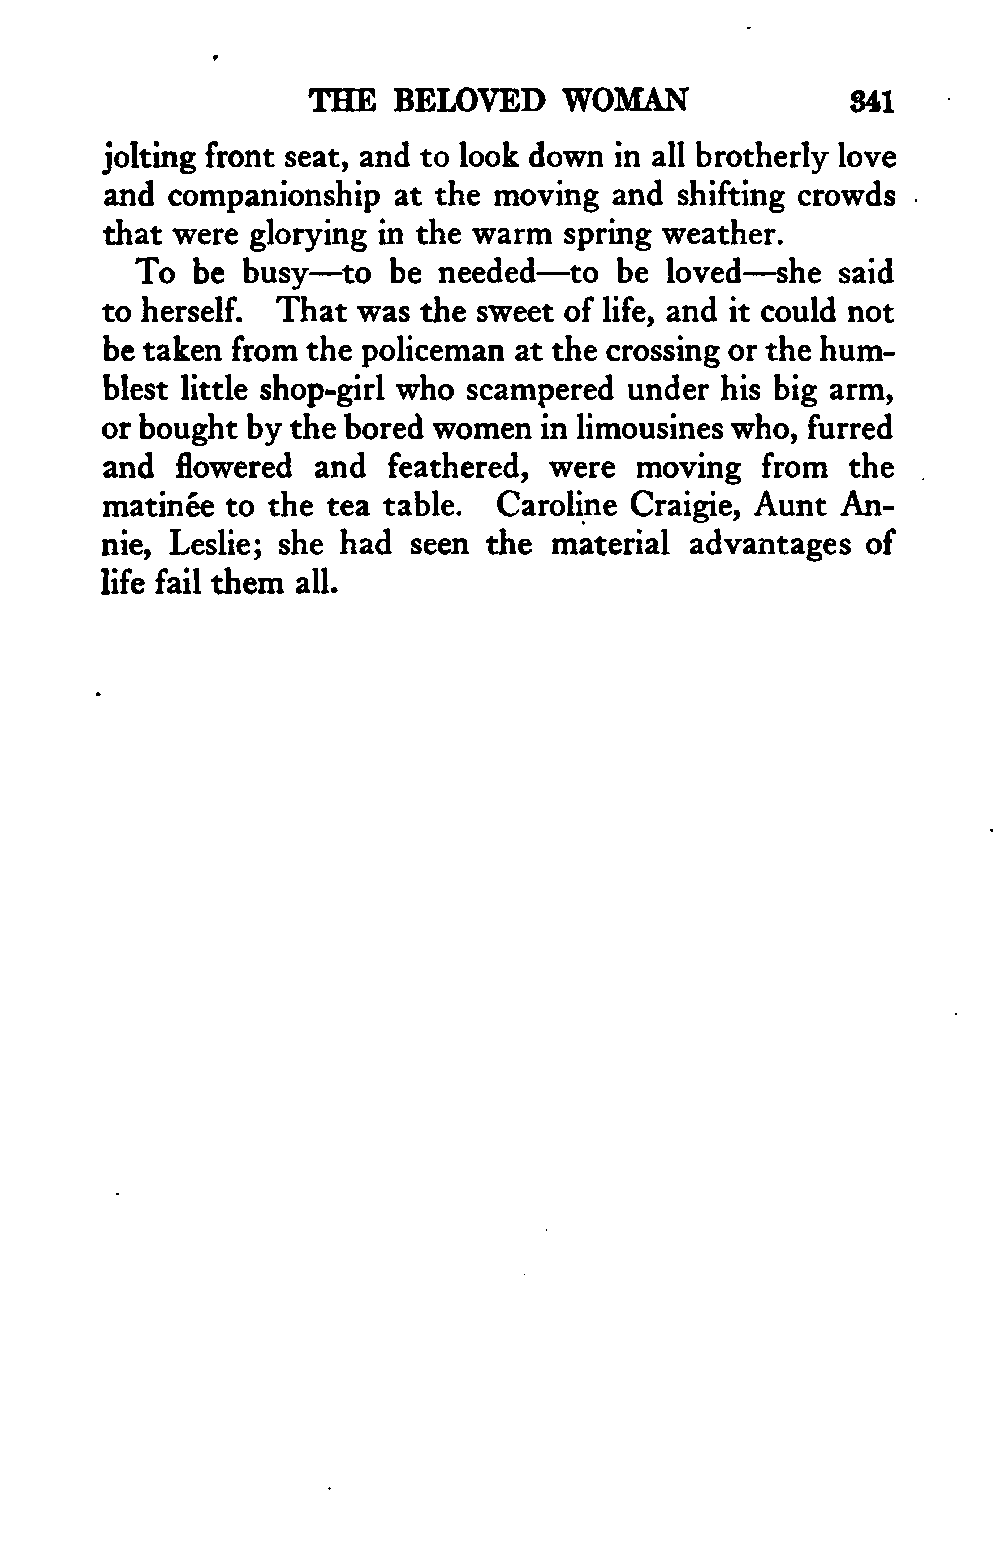 THE BELOVED WOMAN 341
jolting front seat, and to look down in all brotherly love
and companionship at the moving and shifting crowds
that were glorying in the warm spring weather.
To be busy—to be needed—to be loved—she said
to herself. That was the sweet of life, and it could not
be taken from the policeman at the crossing or the hum-
blest little shop-girl who scampered under his big arm,
or bought by the bored women in limousines who, furred
and flowered and feathered, were moving from the
matinée to the tea table. Caroline Craigie, Aunt An-
nie, Leslie; she had seen the material advantages of
life fail them all.